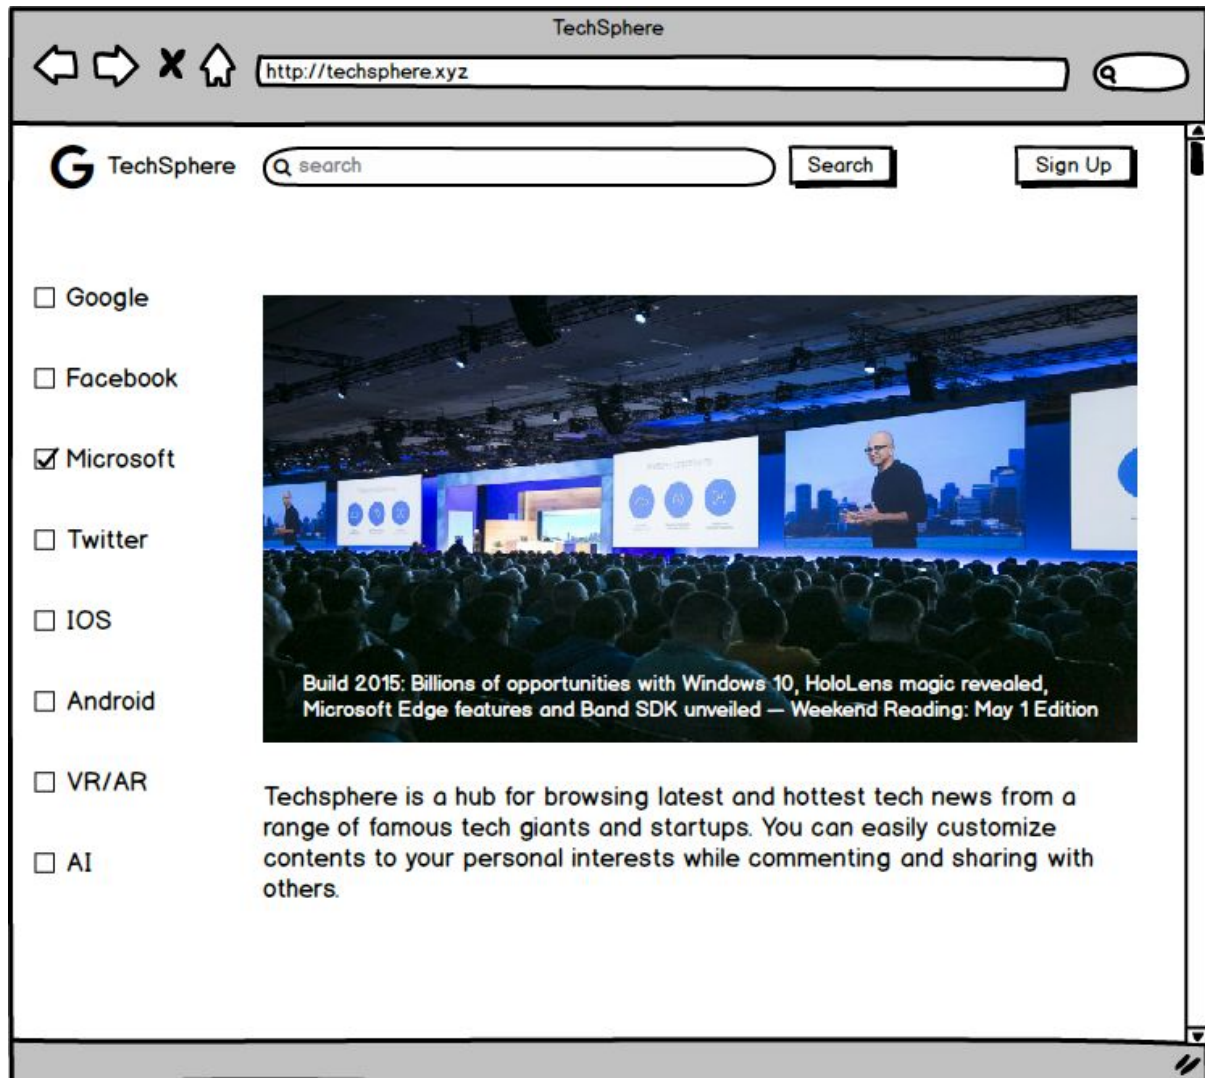 TechSphere
http://techsphere.xyz
G TechSphere
search
Search
Sign Up
Google
Facebook
Microsoft
Twitter
IOS
Android
VR/AR
AI
Build 2015: Billions of opportunities with Windows 10, HoloLens magic revealed,
Microsoft Edge features and Band SDK unveiled — Weekend Reading: May 1 Edition
Techsphere is a hub for browsing latest and hottest tech news from a
range of famous tech giants and startups. You can easily customize
contents to your personal interests while commenting and sharing with
others.